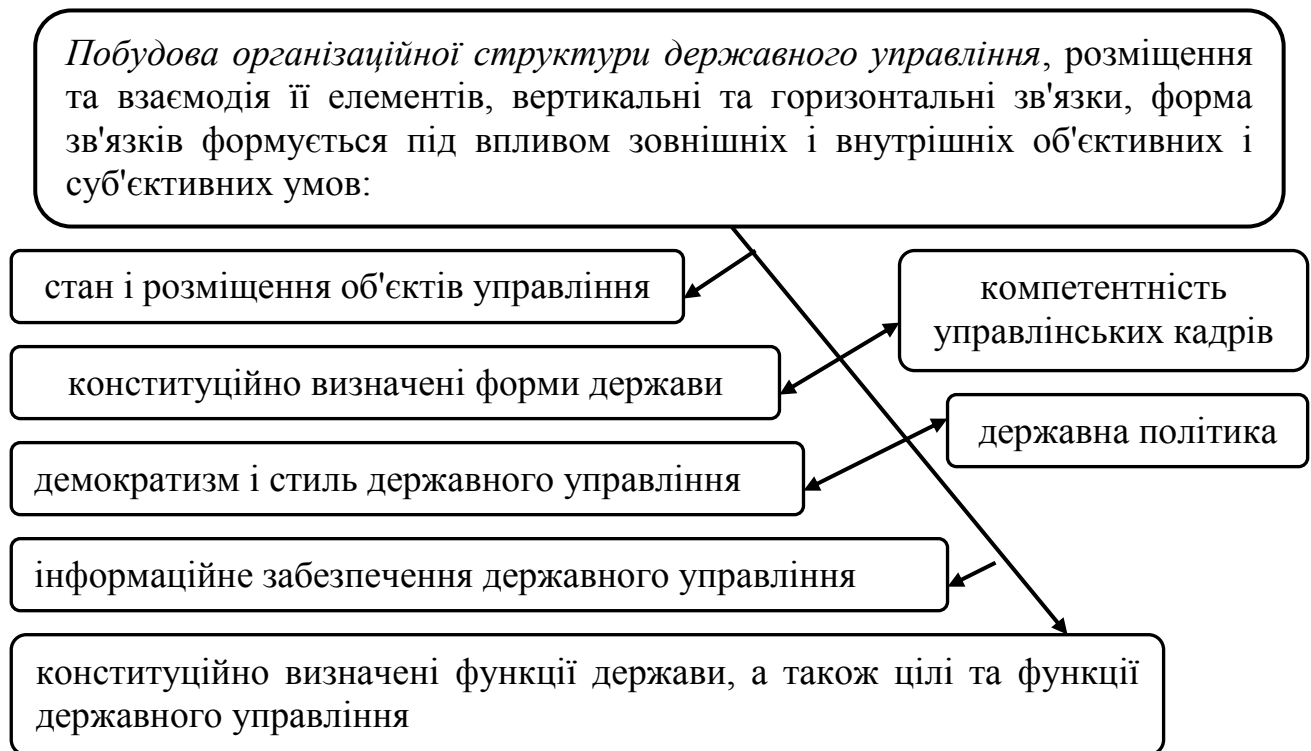 Побудова організаційної структури державного управління, розміщення
та взаємодія її елементів, вертикальні та горизонтальні зв'язки, форма
зв'язків формується під впливом зовнішніх і внутрішніх об'єктивних і
суб'єктивних умов:
стан і розміщення об'єктів управління
компетентність
управлінських кадрів
конституційно визначені форми держави
державна політика
демократизм і стиль державного управління
інформаційне забезпечення державного управління
конституційно визначені функції держави, а також цілі та функції
державного управління